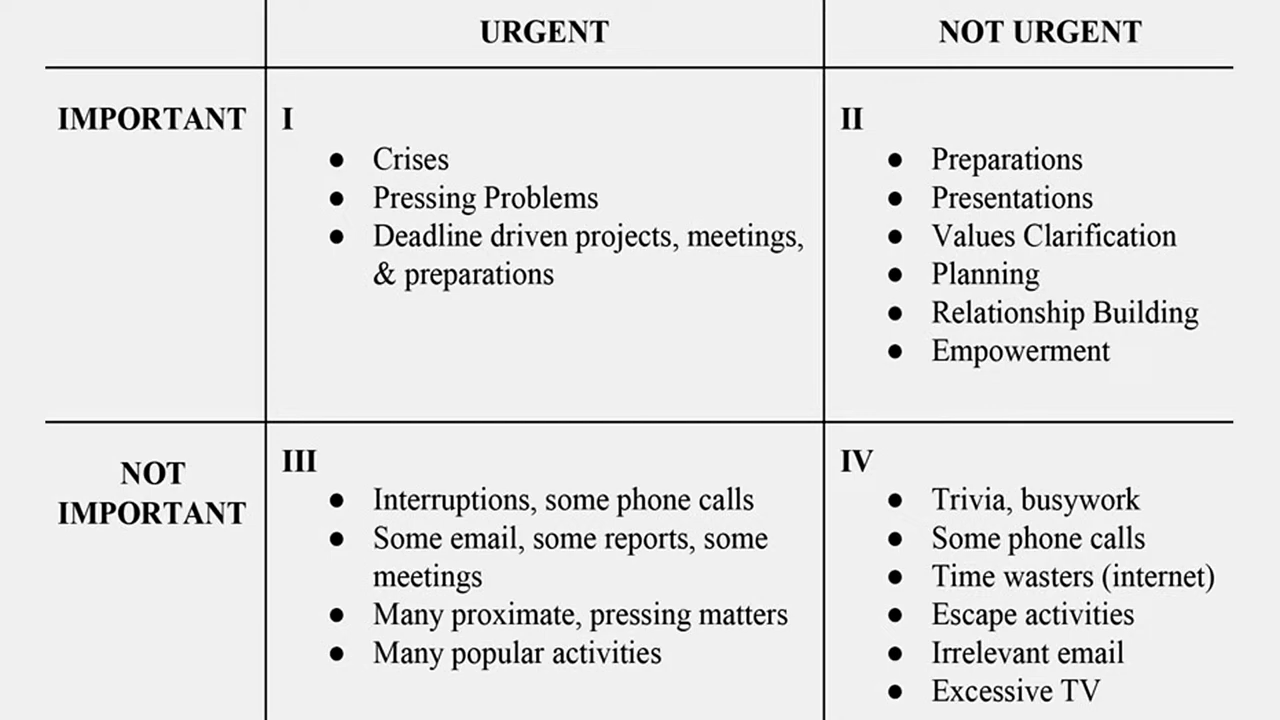 URGENT
NOT URGENT
IMPORTANT
I
● Crises
● Pressing Problems
● Deadline driven projects, meetings,
& preparations
II
● Preparations
● Presentations
● Values Clarification
● Planning
● Relationship Building
● Empowerment
NOT
IMPORTANT
III
● Interruptions, some phone calls
● Some email, some reports, some
meetings
● Many proximate, pressing matters
● Many popular activities
IV
● Trivia, busywork
● Some phone calls
● Time wasters (internet)
● Escape activities
● Irrelevant email
● Excessive TV